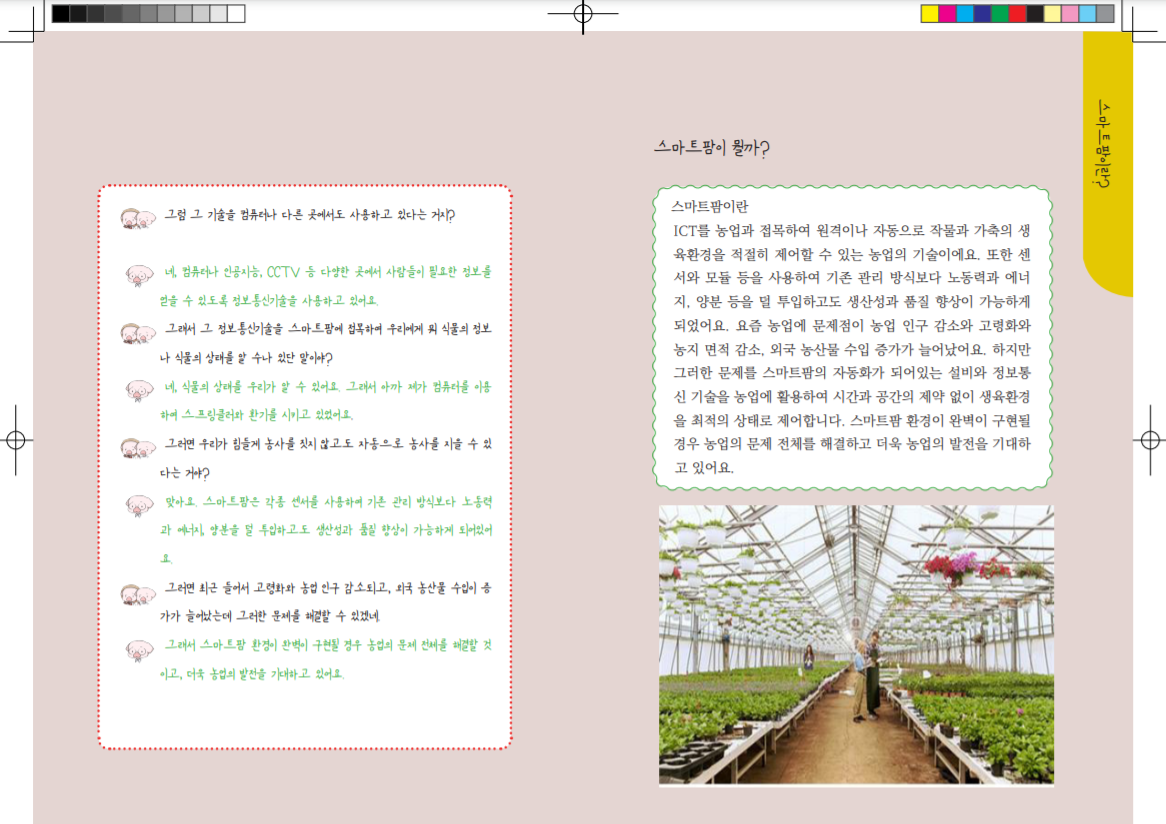 그럼 그 기술을 컴퓨터나 다른 곳에서도 사용하고 있다는 거지?
네, 컴퓨터나 인공지능, CCTV 등 다양한 곳에서 사람들이 필요한 정보를
얻을 수 있도록 정보통신기술을 사용하고 있어요.
그래서 그 정보통신기술을 스마트팜에 접목하여 우리에게 뭐 식물의 정보
나 식물의 상태를 알 수나 있단 말이야?
네, 식물의 상태를 우리가 알 수 있어요. 그래서 아까 제가 컴퓨터를 이용
하여 스프링쿨러와 환기를 시키고 있었어요.
그러면 우리가 힘들게 농사를 짓지 않고도 자동으로 농사를 지을 수 있
다는 거야?
맞아요. 스마트팜은 각종 센서를 사용하여 기존 관리 방식보다 노동력
과 에너지, 양분을 덜 투입하고도 생산성과 품질 향상이 가능하게 되어있어
요.
그러면 최근 들어서 고령화와 농업 인구 감소되고, 외국 농산물 수입이 증
가가 늘어났는데 그러한 문제를 해결할 수 있겠네.
그래서 스마트팜 환경이 완벽이 구현될 경우 농업의 문제 전체를 해결할 것
이고, 더욱 농업의 발전을 기대하고 있어요.
스마트팜이 뭘까?
스마트팜이란
ICT를 농업과 접목하여 원격이나 자동으로 작물과 가축의 생
육환경을 적절히 제어할 수 있는 농업의 기술이에요. 또한 센
서와 모듈 등을 사용하여 기존 관리 방식보다 노동력과 에너
지, 양분 등을 덜 투입하고도 생산성과 품질 향상이 가능하게
되었어요. 요즘 농업에 문제점이 농업 인구 감소와 고령화와
농지 면적 감소, 외국 농산물 수입 증가가 늘어났어요. 하지만
그러한 문제를 스마트팜의 자동화가 되어있는 설비와 정보통
신 기술을 농업에 활용하여 시간과 공간의 제약 없이 생육환경
을 최적의 상태로 제어합니다. 스마트팜 환경이 완벽이 구현될
경우 농업의 문제 전체를 해결하고 더욱 농업의 발전을 기대하
고 있어요.
스마트팜이란?